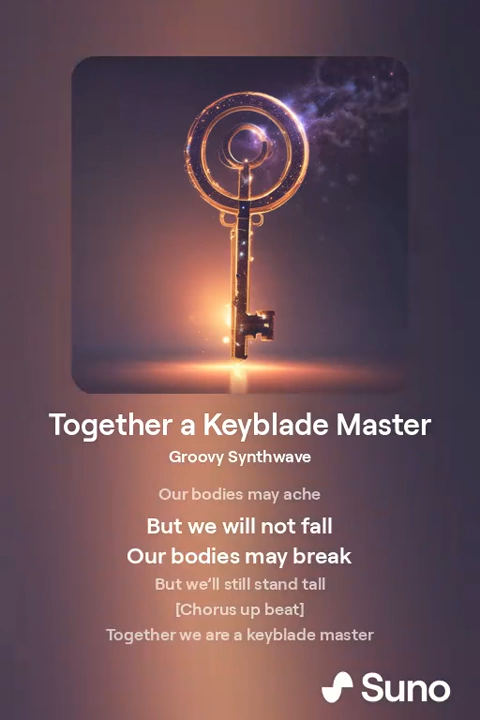 Together a Keyblade Master
Groovy Synthwave
Our bodies may ache
But we will not fall
Our bodies may break
But we'll still stand tall
[Chorus up beat]
Together we are a keyblade master
Suno